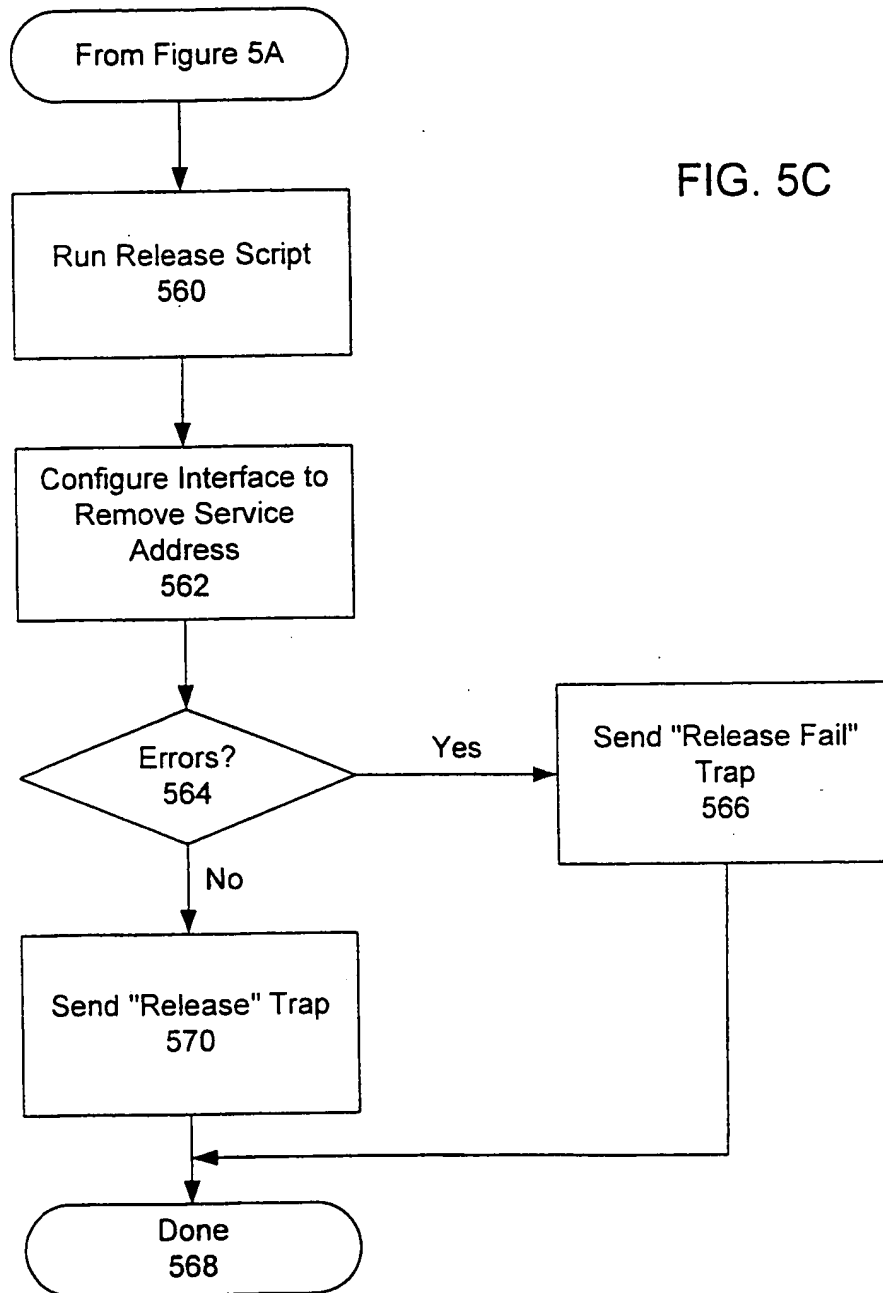 From Figure 5A
FIG. 5C
Run Release Script
560
Configure Interface to
Remove Service
Address
562
Errors?
564
Yes
Send "Release Fail"
Trap
566
No
Send "Release" Trap
570
Done
568